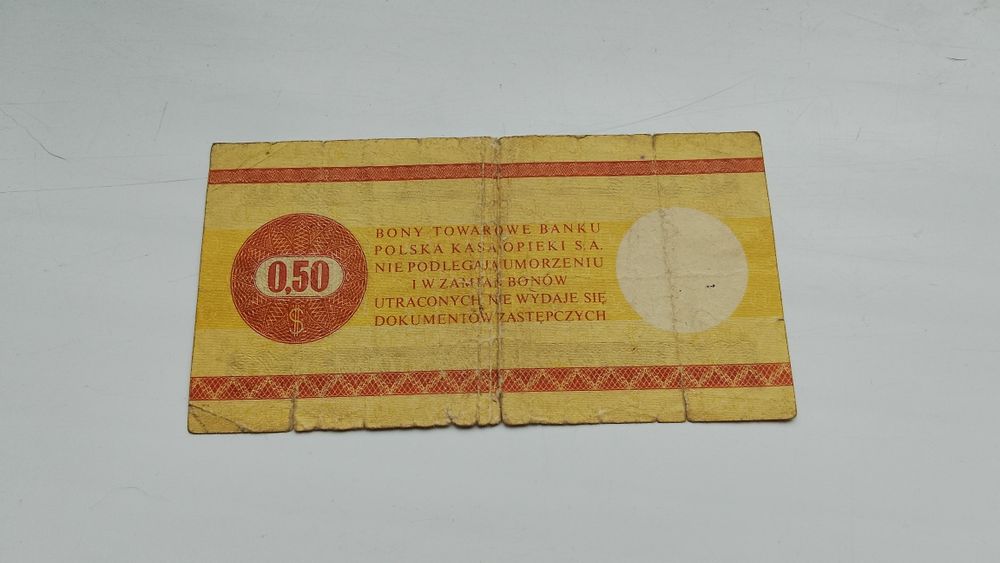 0,50
$
BONY TOWAROWE BANKU
POLSKA KASA OPIEKI S.A.
NIE PODLEGAJĄ UMORZENIU
I W ZAMIAN BONÓW
UTRACONYCH NIE WYDAJE SIĘ
DOKUMENTÓW ZASTĘPCZYCH